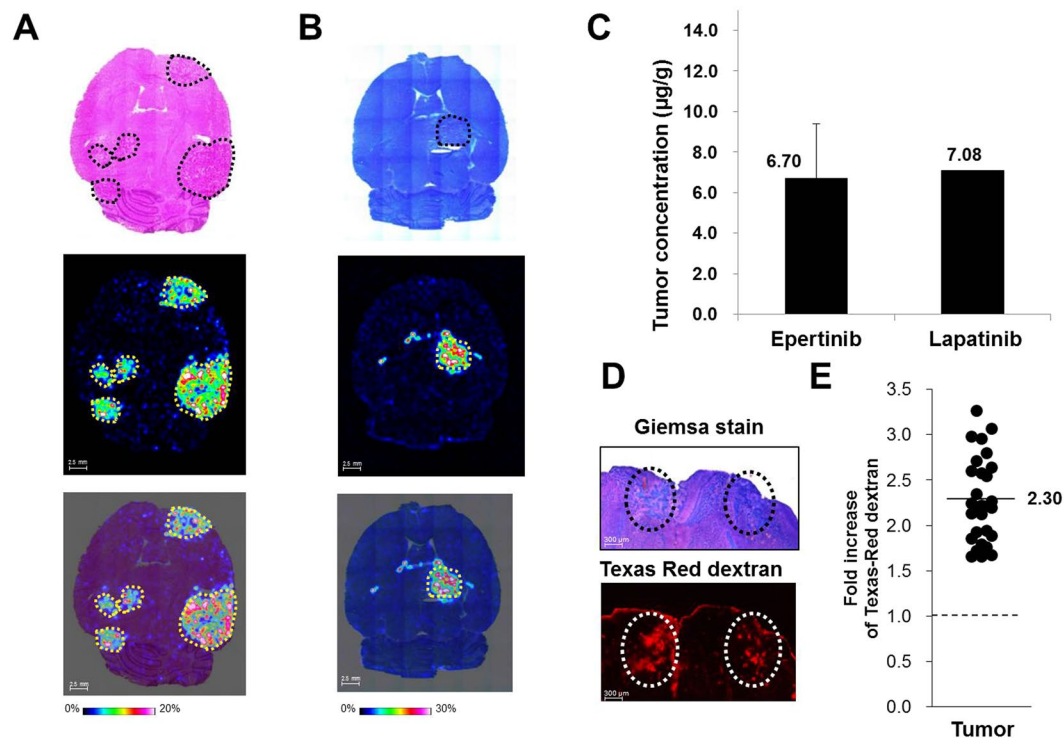 A
B
C
Tumor concentration (µg/g)
14.0
12.0
10.0
8.0
6.0
4.0
2.0
0.0
6.70
7.08
Epertinib
Lapatinib
2.5 mm
2.5 mm
2.5 mm
2.5 mm
0%
20%
0%
30%
D
Giemsa stain
300 µm
Texas Red dextran
300µm
E
Fold increase
of Texas-Red dextran
3.5
3.0
2.5
2.0
1.5
1.0
0.5
0.0
2.30
Tumor